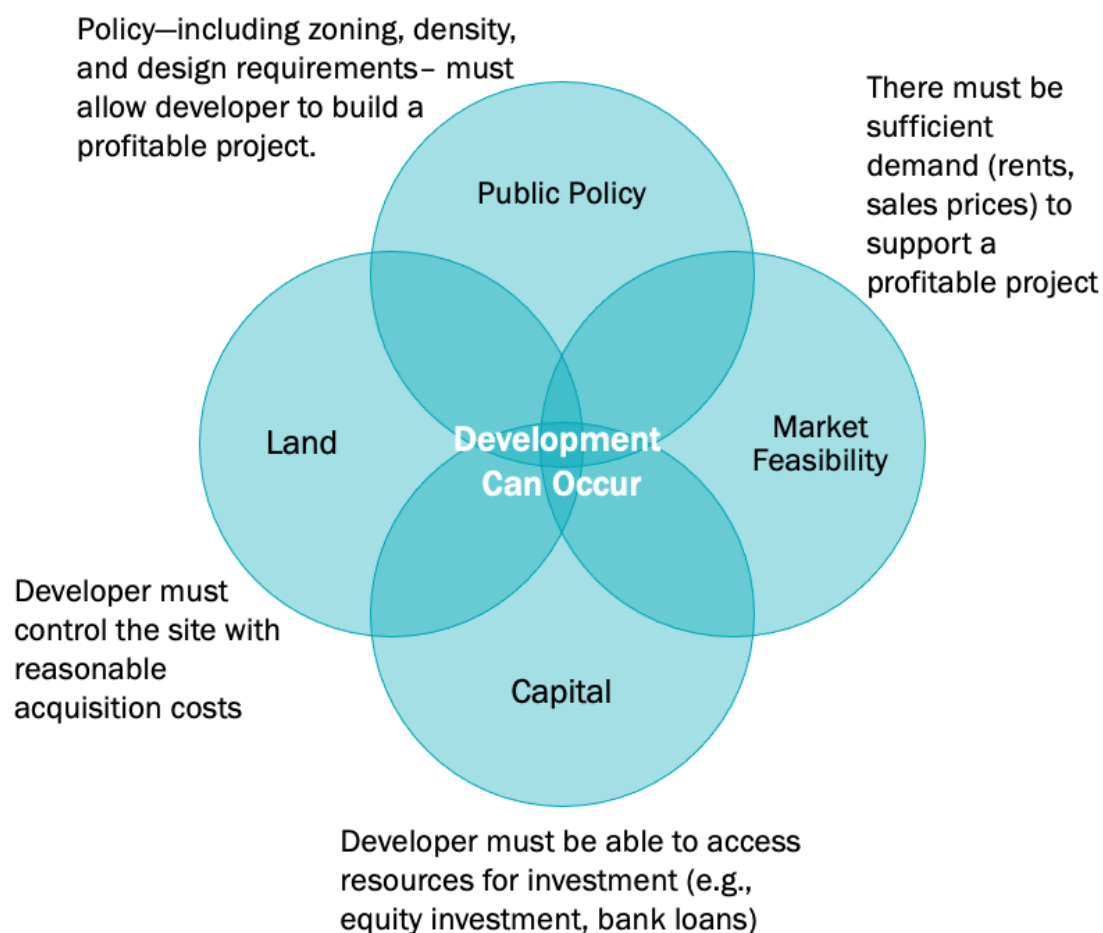 Policy—including zoning, density,
and design requirements– must
allow developer to build a
profitable project.
There must be
sufficient
demand (rents,
sales prices) to
support a
profitable project
Public Policy
Land
Development
Can Occur
Market
Feasibility
Developer must
control the site with
reasonable
acquisition costs
Capital
Developer must be able to access
resources for investment (e.g.,
equity investment, bank loans)